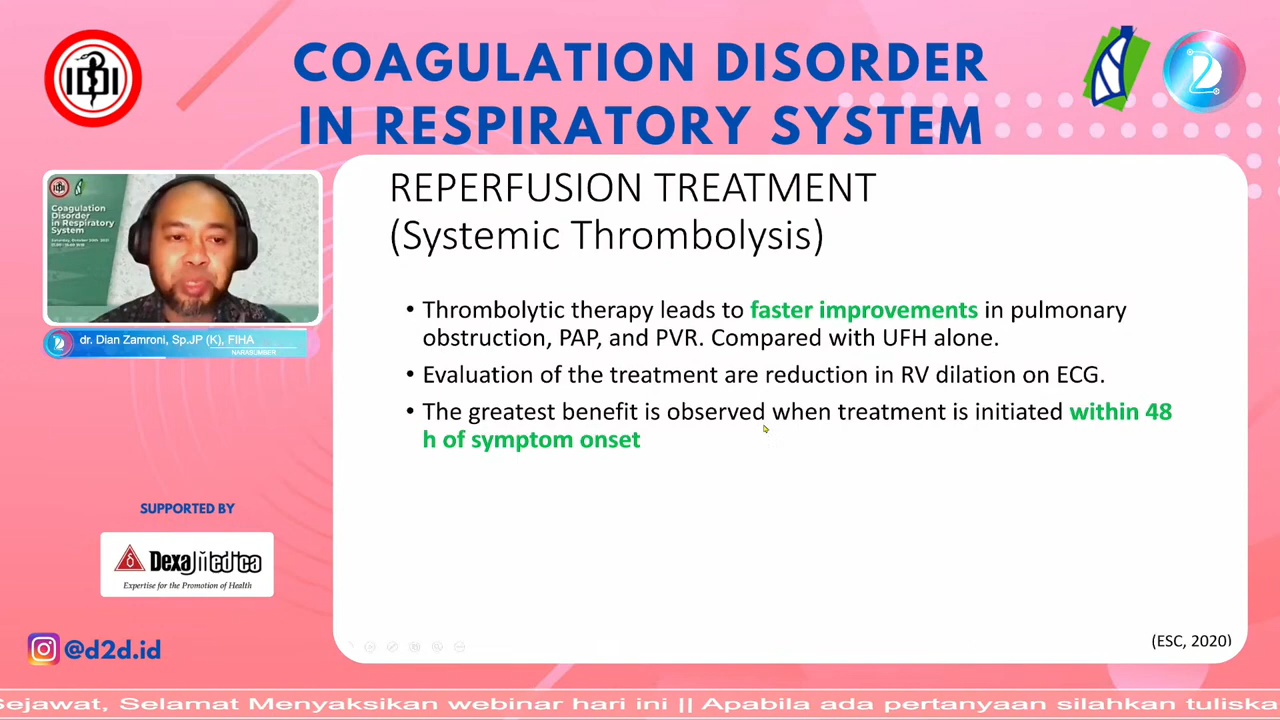 COAGULATION DISORDER
IN RESPIRATORY SYSTEM
IDI
Coagulation
Disorder
in Respiratory
System
dr. Dian Zamroni, Sp.JP (K), FIHA
NARASUMBER
REPERFUSION TREATMENT
(Systemic Thrombolysis)
• Thrombolytic therapy leads to faster improvements in pulmonary
obstruction, PAP, and PVR. Compared with UFH alone.
• Evaluation of the treatment are reduction in RV dilation on ECG.
• The greatest benefit is observed when treatment is initiated within 48
h of symptom onset
(ESC, 2020)
SUPPORTED BY
DexaMedica
Expertise for the Promotion of Health
@d2d.id
Sejawat, Selamat Menyaksikan webinar hari ini || Apabila ada pertanyaan silahkan tuliska